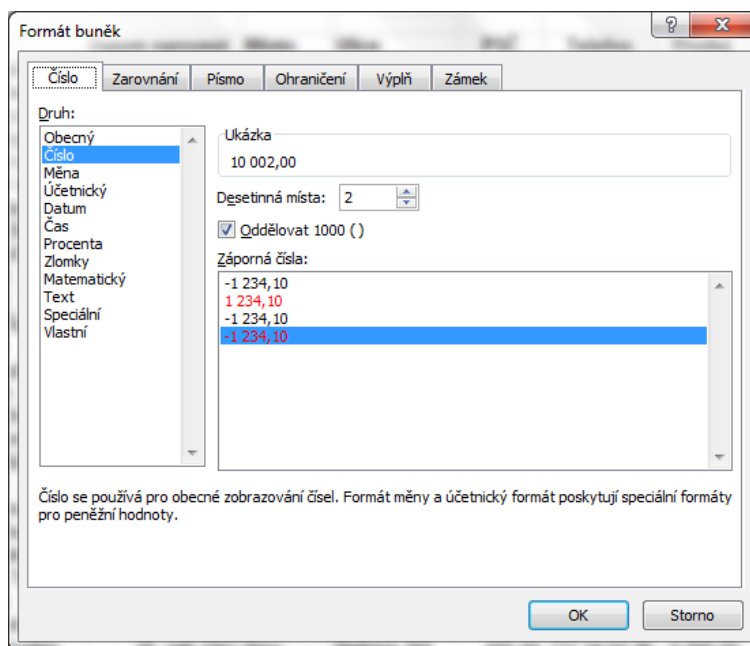 Formát buněk
Číslo Zarovnání Písmo Ohraničení Výplň Zámek
Druh:
Obecný
Číslo
Měna
Účetnický
Datum
Čas
Procenta
Zlomky
Matematický
Text
Speciální
Vlastní
Ukázka
10 002,00
Desetinná místa: 2
Oddělovat 1000 ( )
Záporná čísla:
-1 234,10
1 234,10
-1 234,10
-1 234,10
Číslo se používá pro obecné zobrazování čísel. Formát měny a účetnický formát poskytují speciální formáty
pro peněžní hodnoty.
OK Storno